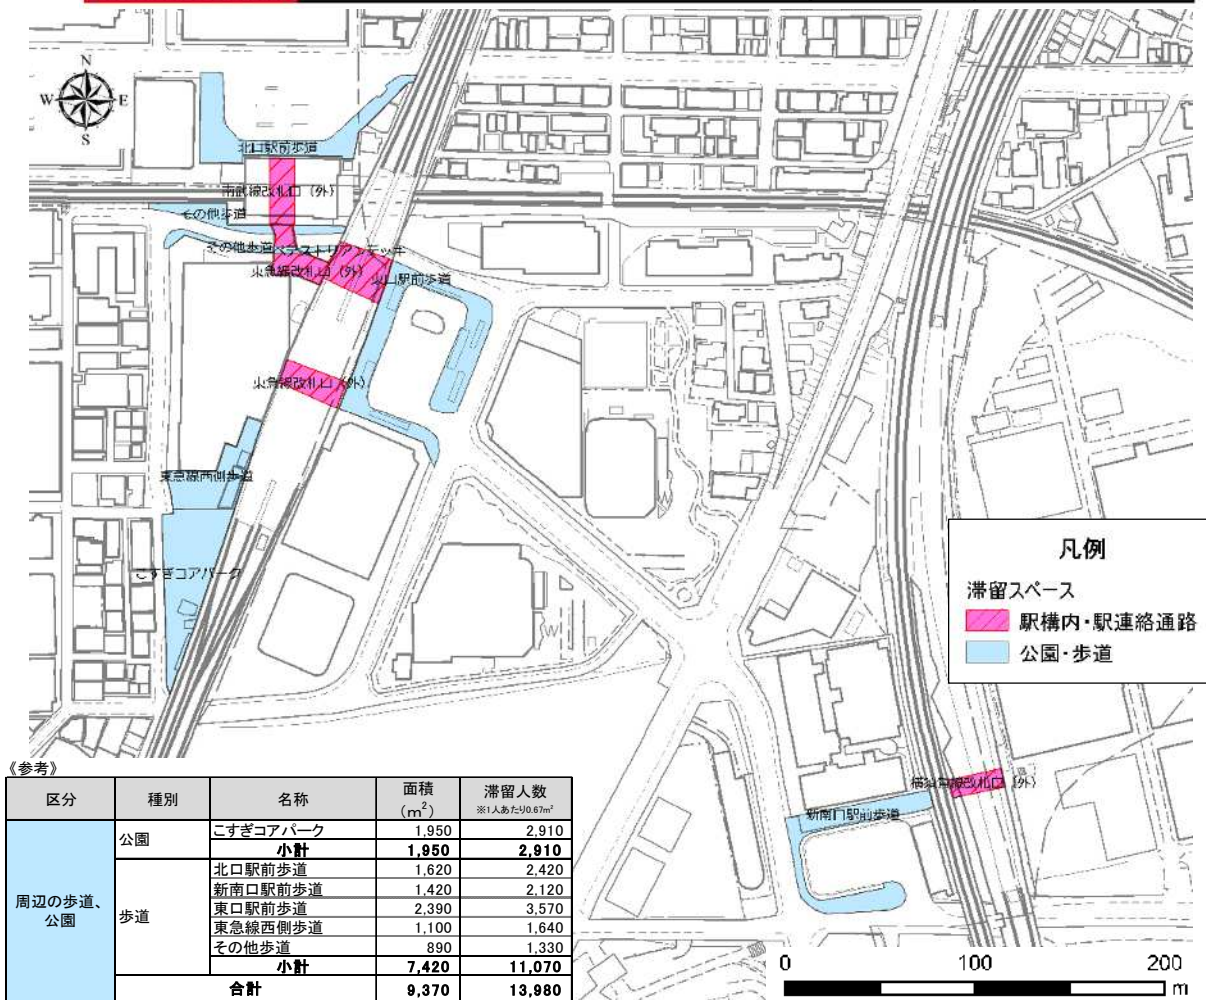 N
W E
S
北口駅前歩道
南武線改札口（外）
その他歩道
その他歩道
ペデストリアンデッキ
東急線改札口（外）
東口駅前歩道
東急線改札口（外）
東急線西側歩道
こすぎコアパーク
凡例
滞留スペース
駅構内・駅連絡通路
公園・歩道
横須賀線改札口（外）
新南口駅前歩道
《参考》
区分 種別 名称 面積（m²） 滞留人数 ※1人あたり0.67m²
周辺の歩道、公園 公園 こすぎコアパーク 1,950 2,910
小計 1,950 2,910
歩道 北口駅前歩道 1,620 2,420
新南口駅前歩道 1,420 2,120
東口駅前歩道 2,390 3,570
東急線西側歩道 1,100 1,640
その他歩道 890 1,330
小計 7,420 11,070
合計 9,370 13,980
0 100 200
m